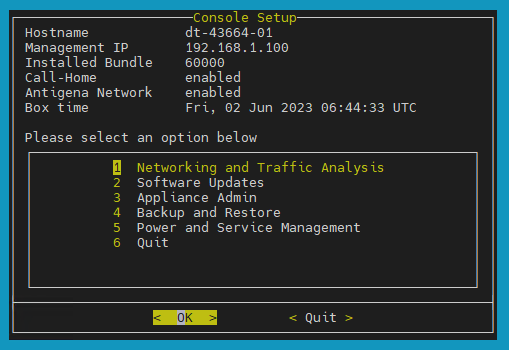 Console Setup
Hostname dt-43664-01
Management IP 192.168.1.100
Installed Bundle 60000
Call-Home enabled
Antigena Network enabled
Box time Fri, 02 Jun 2023 06:44:33 UTC
Please select an option below
1 Networking and Traffic Analysis
2 Software Updates
3 Appliance Admin
4 Backup and Restore
5 Power and Service Management
6 Quit
< OK > < Quit >